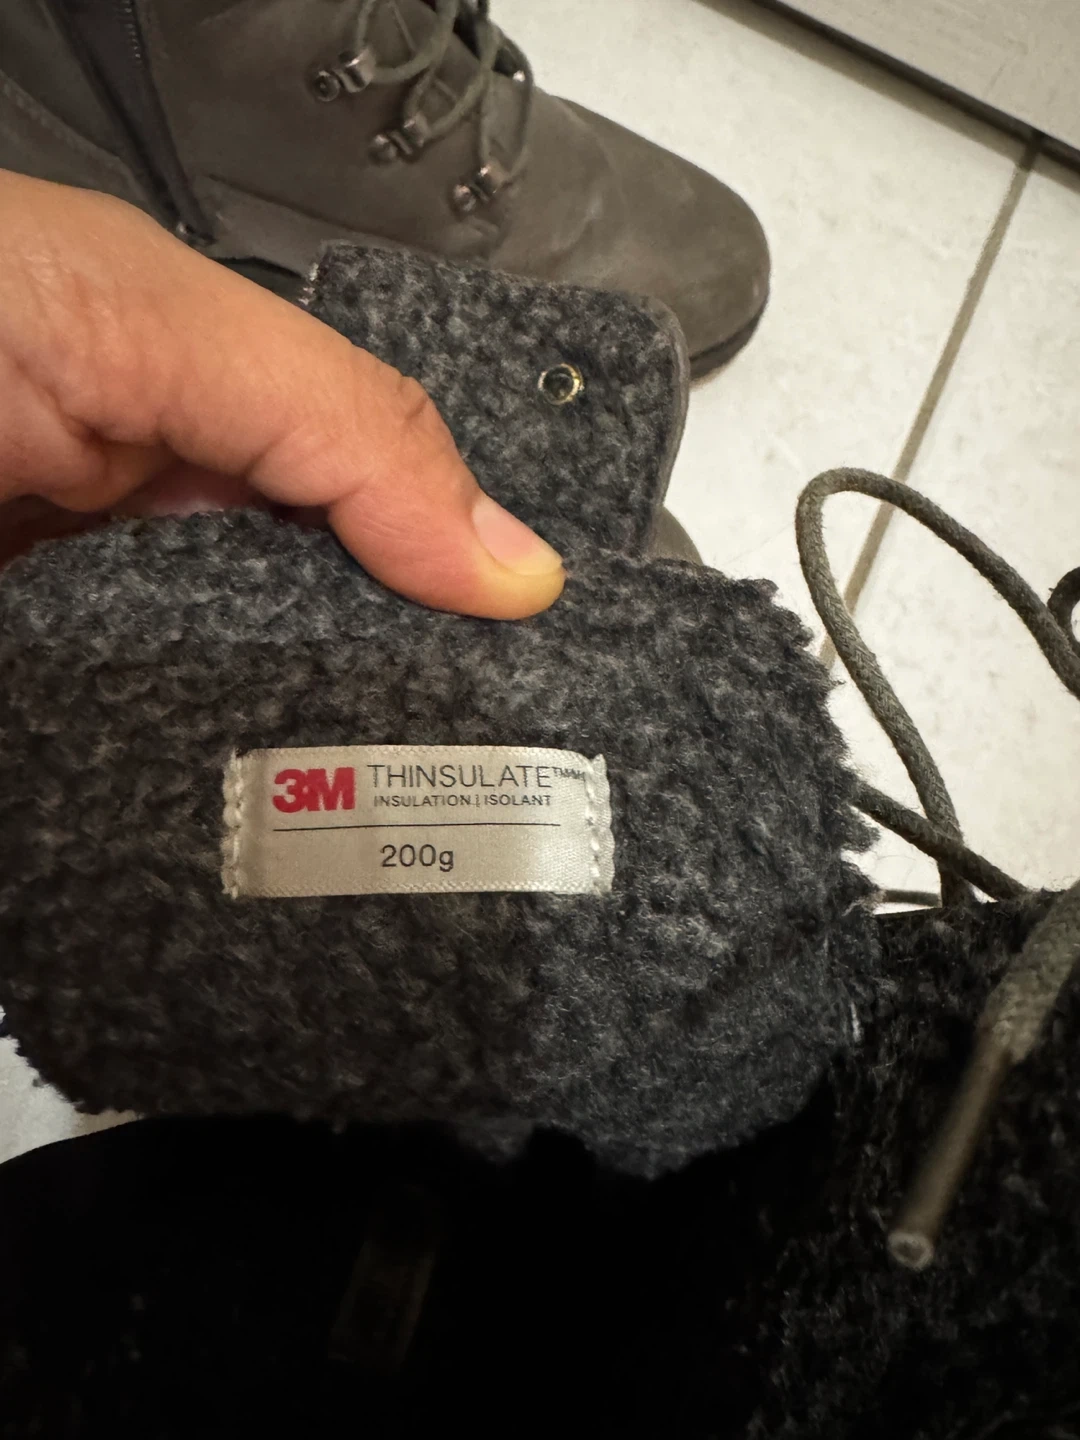 3M THINSULATE™
INSULATION | ISOLANT
200g